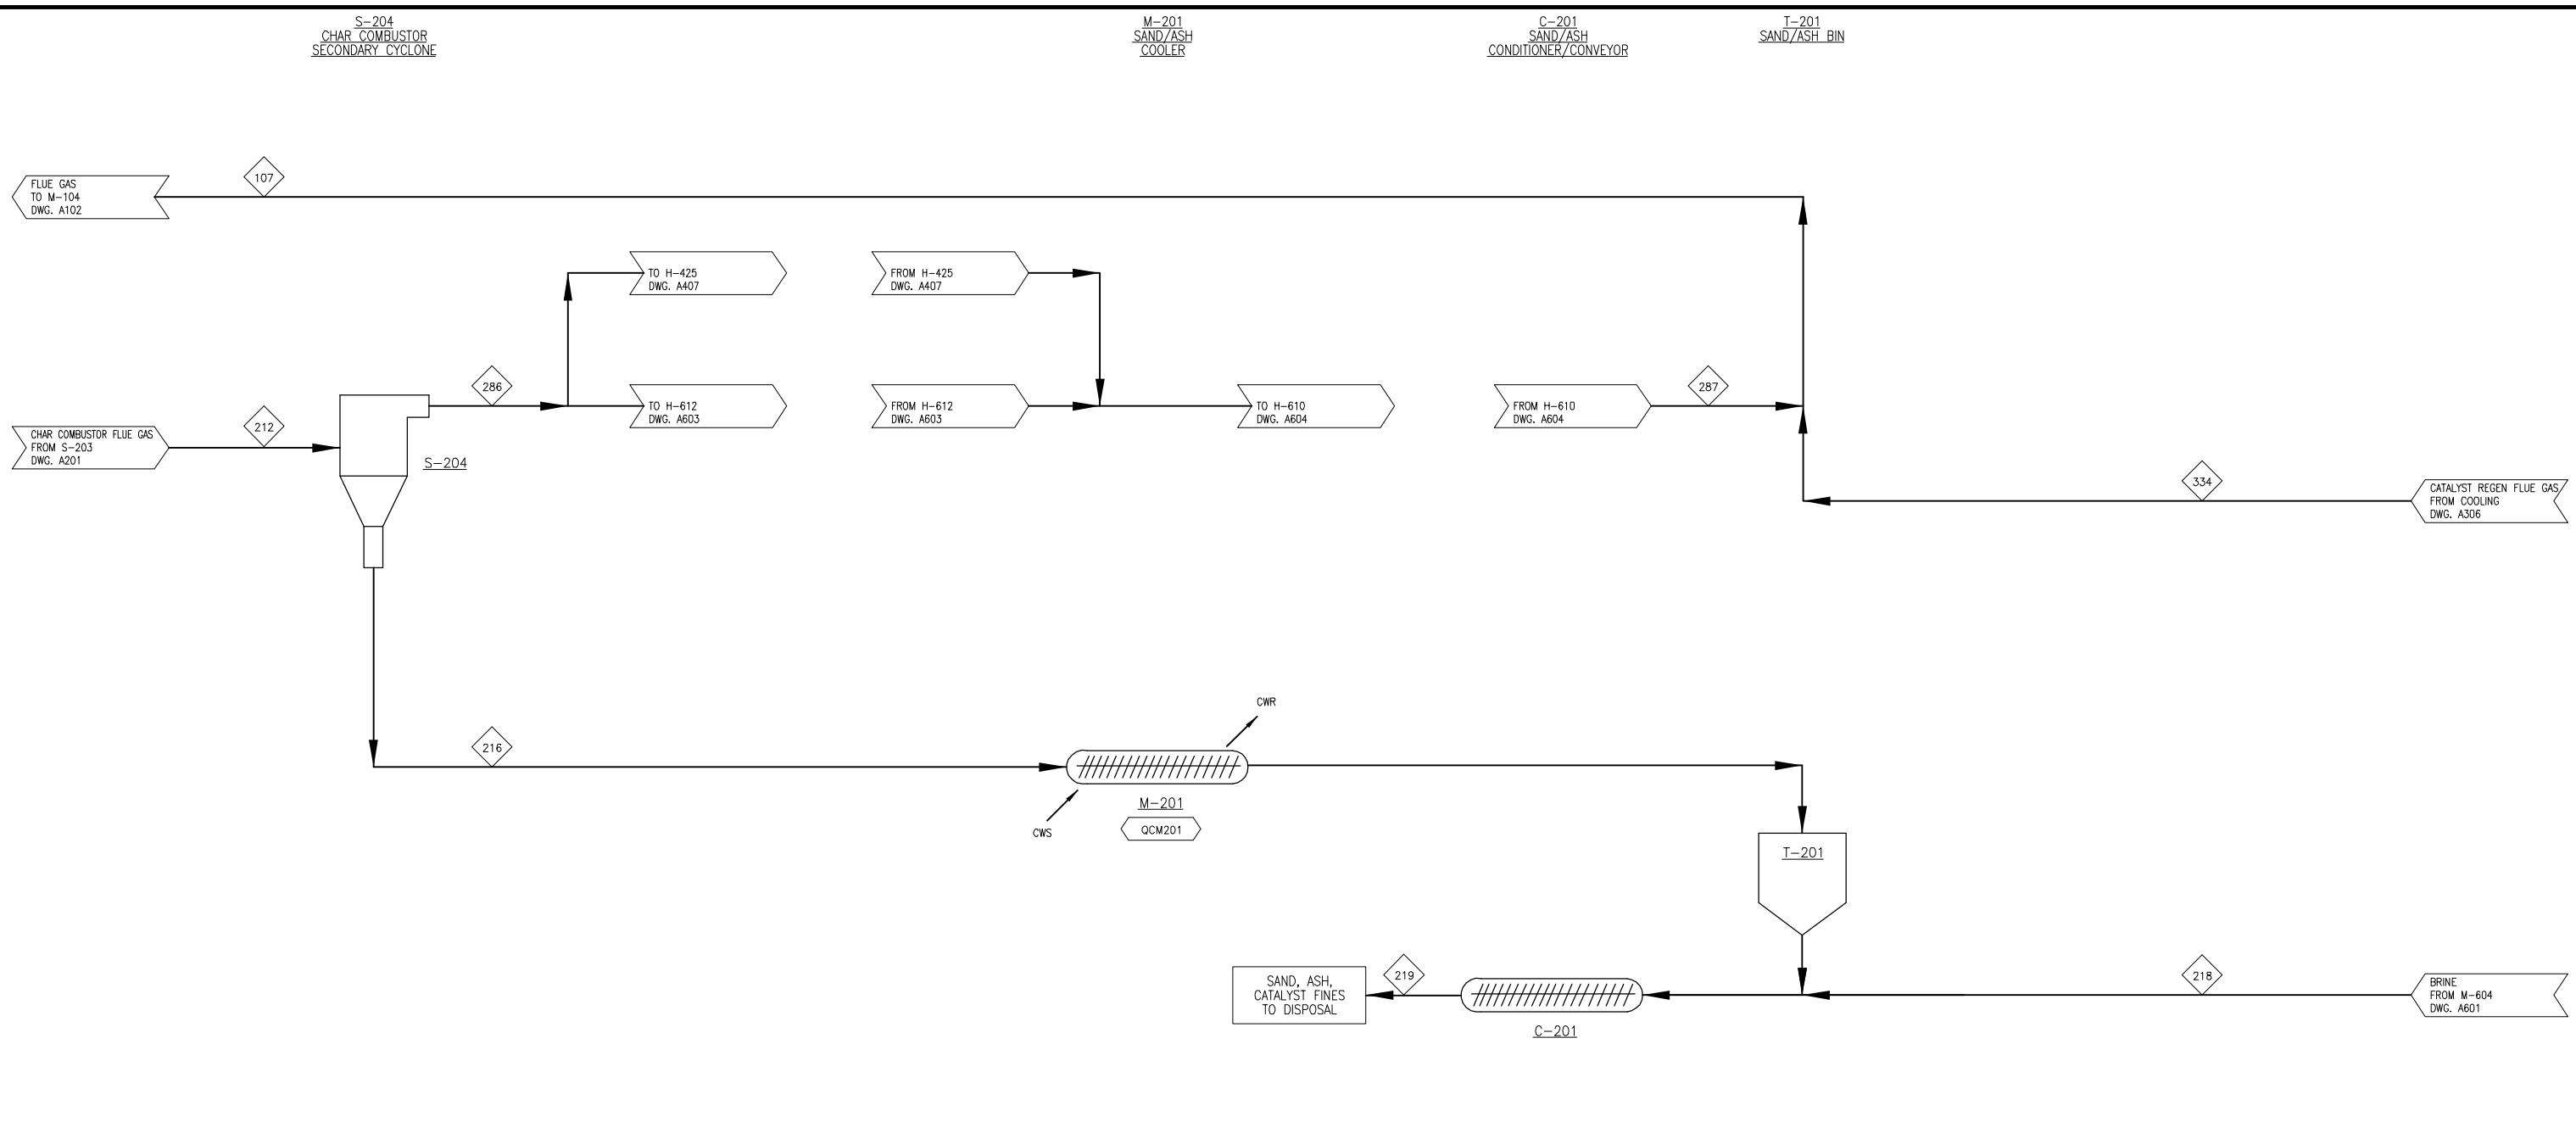 S-204
CHAR COMBUSTOR
SECONDARY CYCLONE
M-201
SAND/ASH
COOLER
C-201
SAND/ASH
CONDITIONER/CONVEYOR
T-201
SAND/ASH BIN
FLUE GAS
TO M-104
DWG. A102
107
TO H-425
DWG. A407
FROM H-425
DWG. A407
286
TO H-612
DWG. A603
FROM H-612
DWG. A603
TO H-610
DWG. A604
FROM H-610
DWG. A604
287
CHAR COMBUSTOR FLUE GAS
FROM S-203
DWG. A201
212
S-204
334
CATALYST REGEN FLUE GAS
FROM COOLING
DWG. A306
216
CWR
M-201
QCM201
CWS
T-201
SAND, ASH,
CATALYST FINES
TO DISPOSAL
219
C-201
218
BRINE
FROM M-604
DWG. A601